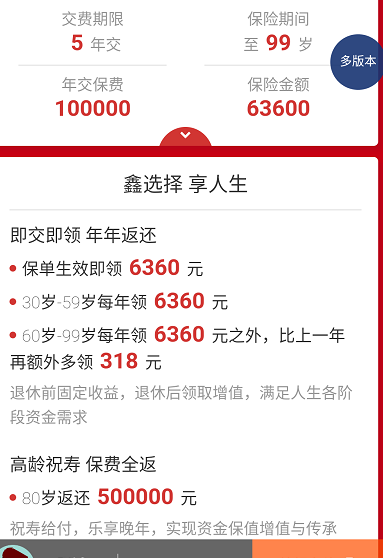 交费期限 保险期间
5 年交 至 99 岁
多版本
年交保费 保险金额
100000 63600
鑫选择 享人生
即交即领 年年返还
保单生效即领 6360 元
30岁-59岁每年领 6360 元
60岁-99岁每年领 6360 元之外，比上一年
再额外多领 318 元
退休前固定收益，退休后领取增值，满足人生各阶
段资金需求
高龄祝寿 保费全返
80岁返还 500000 元
祝寿给付，乐享晚年，实现资金保值增值与传承